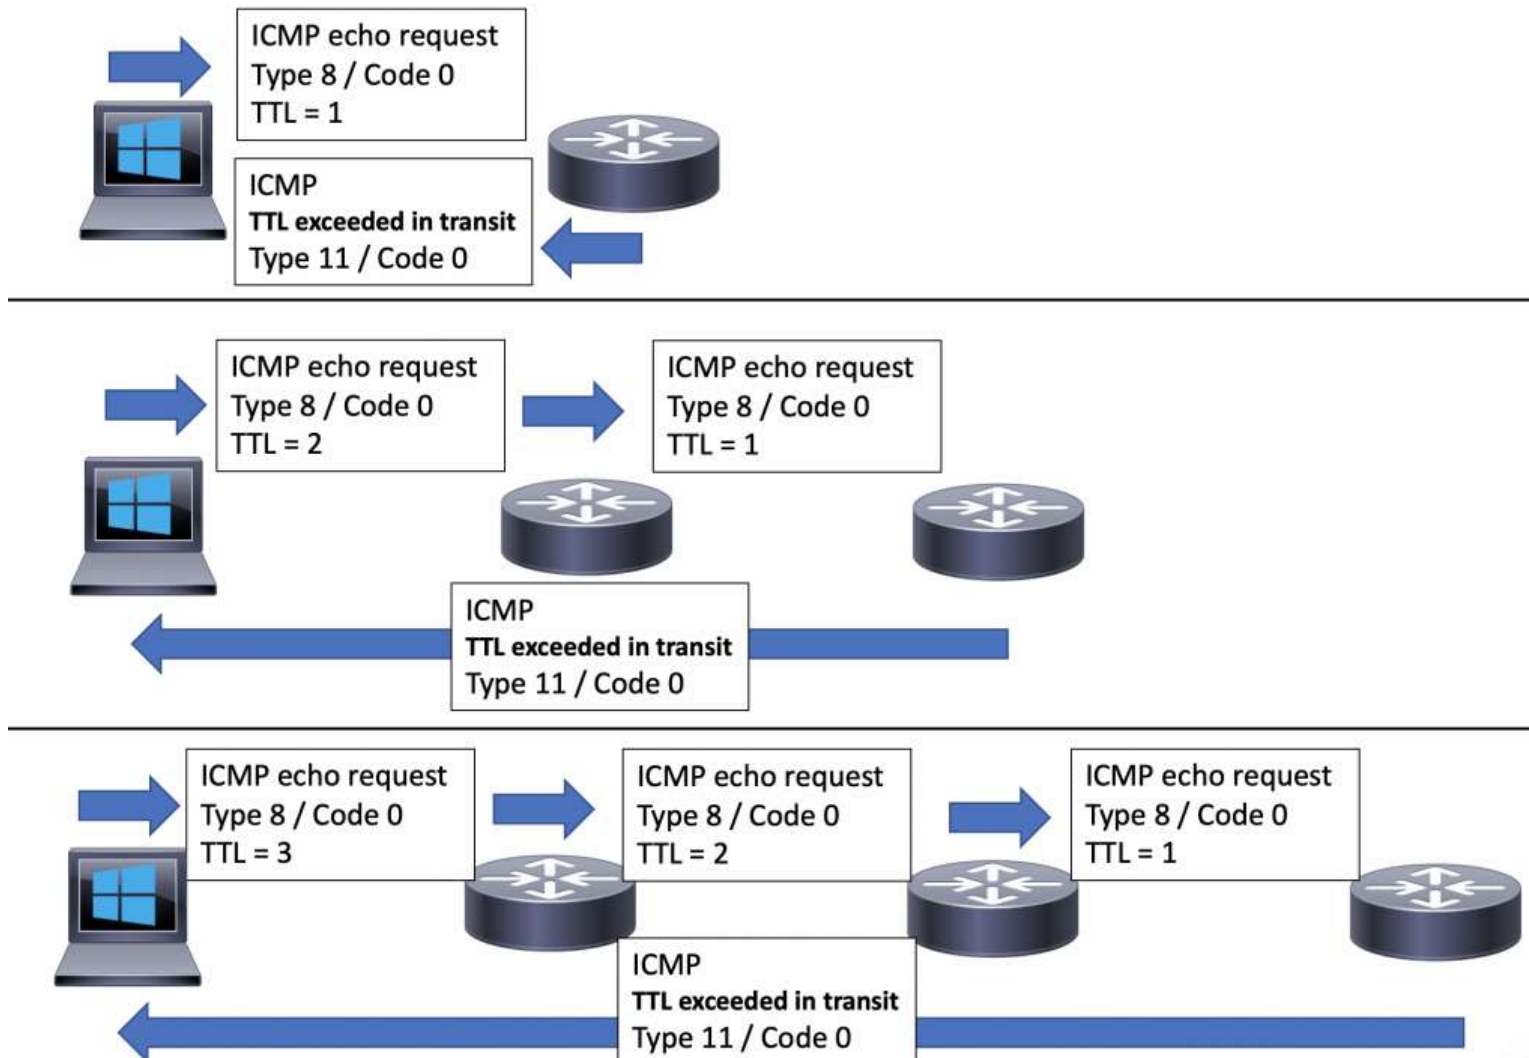 ICMP echo request
Type 8 / Code 0
TTL = 1
ICMP
TTL exceeded in transit
Type 11 / Code 0
ICMP echo request
Type 8 / Code 0
TTL = 2
ICMP echo request
Type 8 / Code 0
TTL = 1
ICMP
TTL exceeded in transit
Type 11 / Code 0
ICMP echo request
Type 8 / Code 0
TTL = 3
ICMP echo request
Type 8 / Code 0
TTL = 2
ICMP echo request
Type 8 / Code 0
TTL = 1
ICMP
TTL exceeded in transit
Type 11 / Code 0